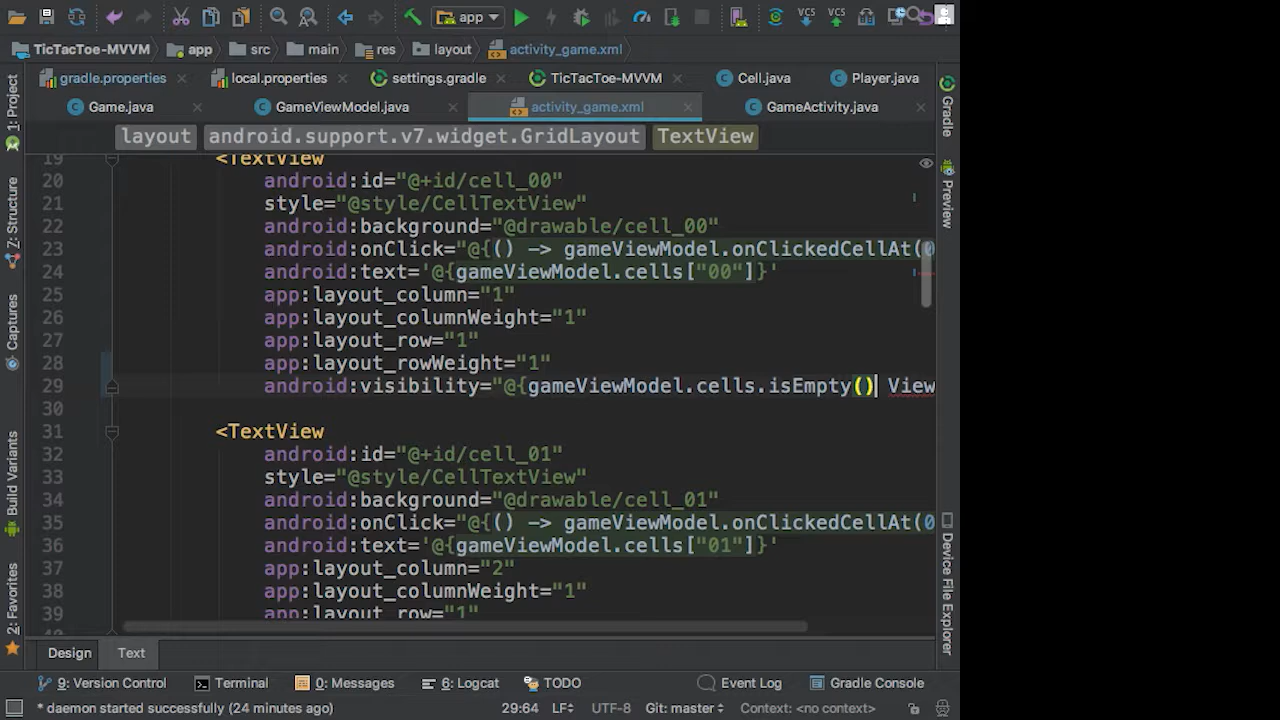 app
VCS
VCS
TicTacToe-MVVM
app
src
main
res
layout
activity_game.xml
gradle.properties
local.properties
settings.gradle
TicTacToe-MVVM
Cell.java
Player.java
Game.java
GameViewModel.java
activity_game.xml
GameActivity.java
layout
android.support.v7.widget.GridLayout
TextView
19 <TextView
20 android:id="@+id/cell_00"
21 style="@style/CellTextView"
22 android:background="@drawable/cell_00"
23 android:onClick="@{() -> gameViewModel.onClickedCellAt(0
24 android:text='@{gameViewModel.cells["00"]}'
25 app:layout_column="1"
26 app:layout_columnWeight="1"
27 app:layout_row="1"
28 app:layout_rowWeight="1"
29 android:visibility="@{gameViewModel.cells.isEmpty() View
30
31 <TextView
32 android:id="@+id/cell_01"
33 style="@style/CellTextView"
34 android:background="@drawable/cell_01"
35 android:onClick="@{() -> gameViewModel.onClickedCellAt(0
36 android:text='@{gameViewModel.cells["01"]}'
37 app:layout_column="2"
38 app:layout_columnWeight="1"
39 app:layout_row="1"
1: Project
7: Structure
Captures
Build Variants
2: Favorites
Gradle
Preview
Device File Explorer
Design
Text
9: Version Control
Terminal
0: Messages
6: Logcat
TODO
Event Log
Gradle Console
* daemon started successfully (24 minutes ago)
29:64
LF
UTF-8
Git: master
Context: <no context>